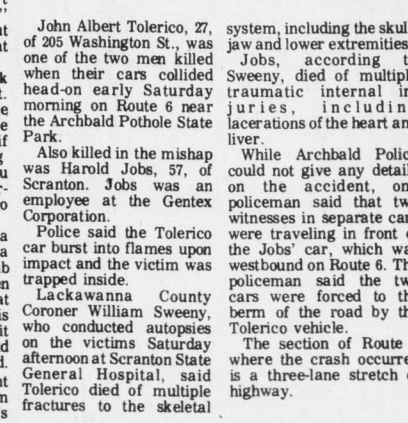 John Albert Tolerico, 27,
of 205 Washington St., was
one of the two men killed
when their cars collided
head-on early Saturday
morning on Route 6 near
the Archbald Pothole State
Park.
Also killed in the mishap
was Harold Jobs, 57, of
Scranton. Jobs was an
employee at the Gentex
Corporation.
Police said the Tolerico
car burst into flames upon
impact and the victim was
trapped inside.
Lackawanna County
Coroner William Sweeny,
who conducted autopsies
on the victims Saturday
afternoon at Scranton State
General Hospital, said
Tolerico died of multiple
fractures to the skeletal
system, including the skul
jaw and lower extremities
Jobs, according t
Sweeny, died of multipl
traumatic internal in
juries, includin
lacerations of the heart an
liver.
While Archbald Polic
could not give any detail
on the accident, on
policeman said that tw
witnesses in separate car
were traveling in front o
the Jobs' car, which wa
westbound on Route 6. Th
policeman said the tw
cars were forced to th
berm of the road by th
Tolerico vehicle.
The section of Route
where the crash occurre
is a three-lane stretch o
highway.